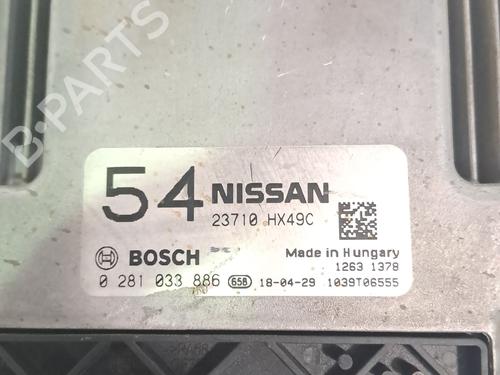 B-PARTS
54 NISSAN
23710 HX49C
BOSCH
Made in Hungary
1263 1378
0 281 033 886 65B 18-04-29 1039T06555